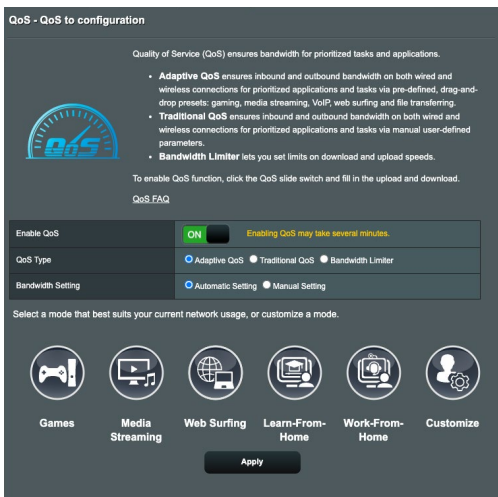 QoS - QoS to configuration
Quality of Service (QoS) ensures bandwidth for prioritized tasks and applications.
• Adaptive QoS ensures inbound and outbound bandwidth on both wired and
wireless connections for prioritized applications and tasks via pre-defined, drag-and-
drop presets: gaming, media streaming, VoIP, web surfing and file transferring.
• Traditional QoS ensures inbound and outbound bandwidth on both wired and
wireless connections for prioritized applications and tasks via manual user-defined
parameters.
• Bandwidth Limiter lets you set limits on download and upload speeds.
QoS
To enable QoS function, click the QoS slide switch and fill in the upload and download.
QoS FAQ
Enable QoS ON Enabling QoS may take several minutes.
QoS Type Adaptive QoS Traditional QoS Bandwidth Limiter
Bandwidth Setting Automatic Setting Manual Setting
Select a mode that best suits your current network usage, or customize a mode.
Games
Media
Streaming
Web Surfing
Learn-From-
Home
Work-From-
Home
Customize
Apply